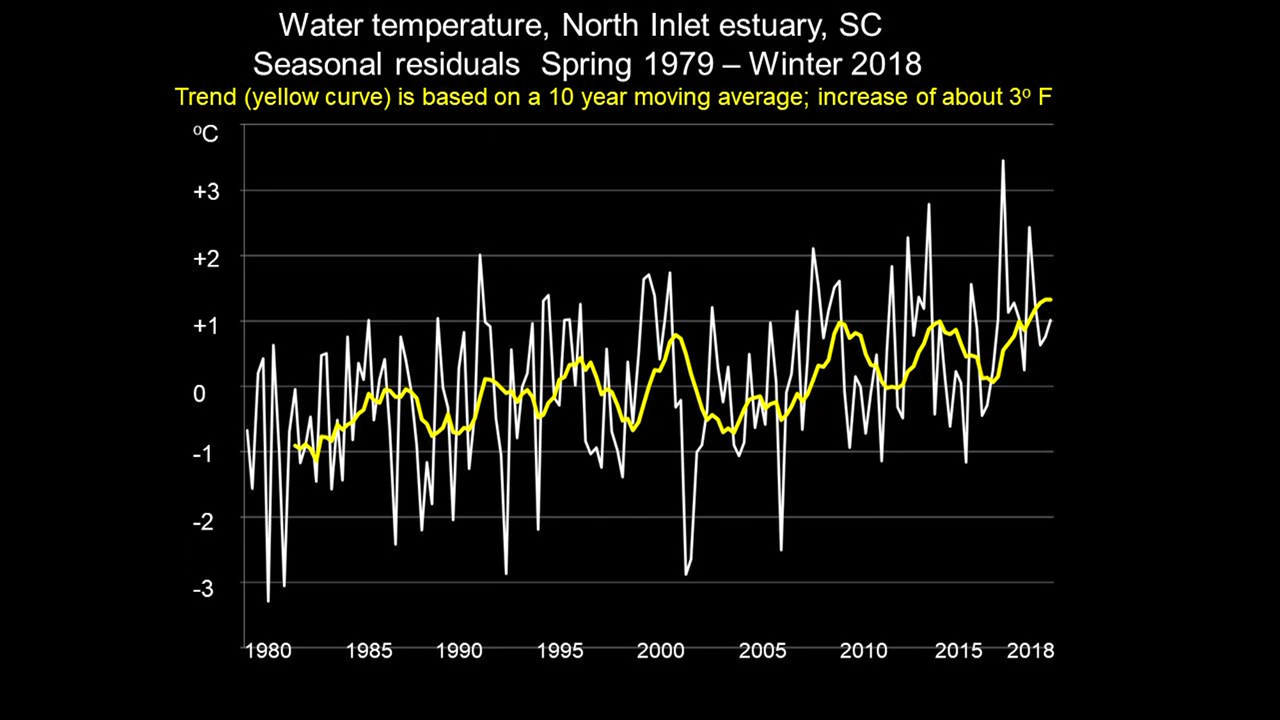 Water temperature, North Inlet estuary, SC
Seasonal residuals Spring 1979 – Winter 2018
Trend (yellow curve) is based on a 10 year moving average; increase of about 3º F
ºC
+3
+2
+1
0
-1
-2
-3
1980 1985 1990 1995 2000 2005 2010 2015 2018